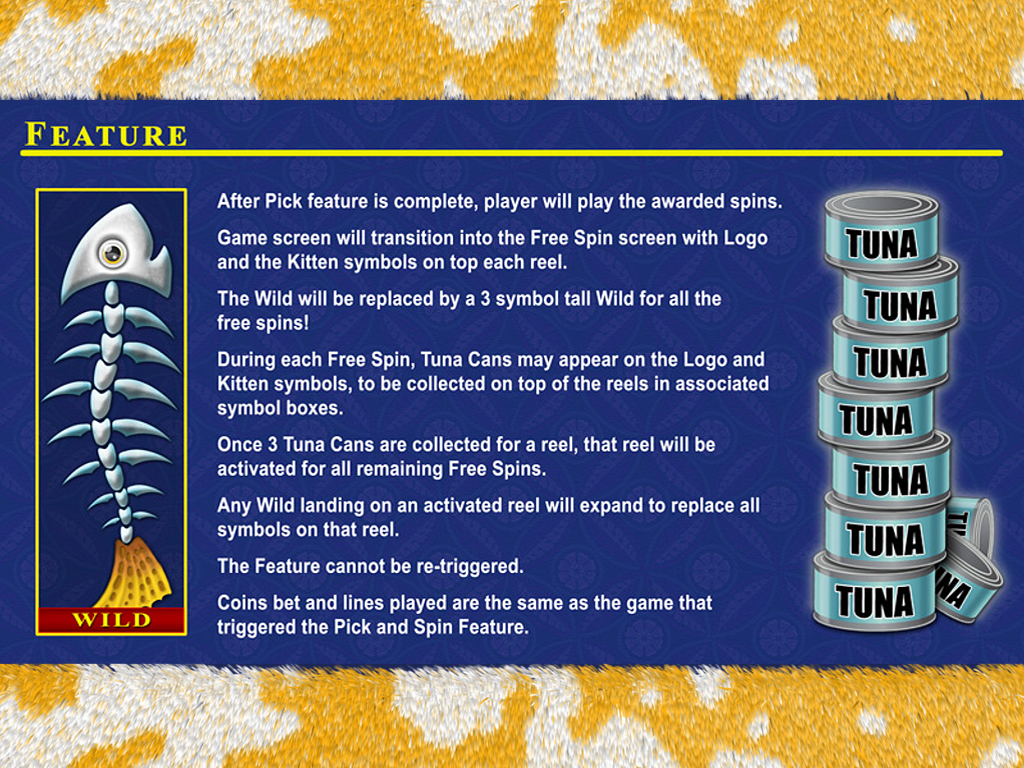 FEATURE
After Pick feature is complete, player will play the awarded spins.
Game screen will transition into the Free Spin screen with Logo
and the Kitten symbols on top each reel.
The Wild will be replaced by a 3 symbol tall Wild for all the
free spins!
During each Free Spin, Tuna Cans may appear on the Logo and
Kitten symbols, to be collected on top of the reels in associated
symbol boxes.
Once 3 Tuna Cans are collected for a reel, that reel will be
activated for all remaining Free Spins.
Any Wild landing on an activated reel will expand to replace all
symbols on that reel.
The Feature cannot be re-triggered.
Coins bet and lines played are the same as the game that
triggered the Pick and Spin Feature.
WILD
TUNA
TUNA
TUNA
TUNA
TUNA
TUNA
TUNA
TUNA